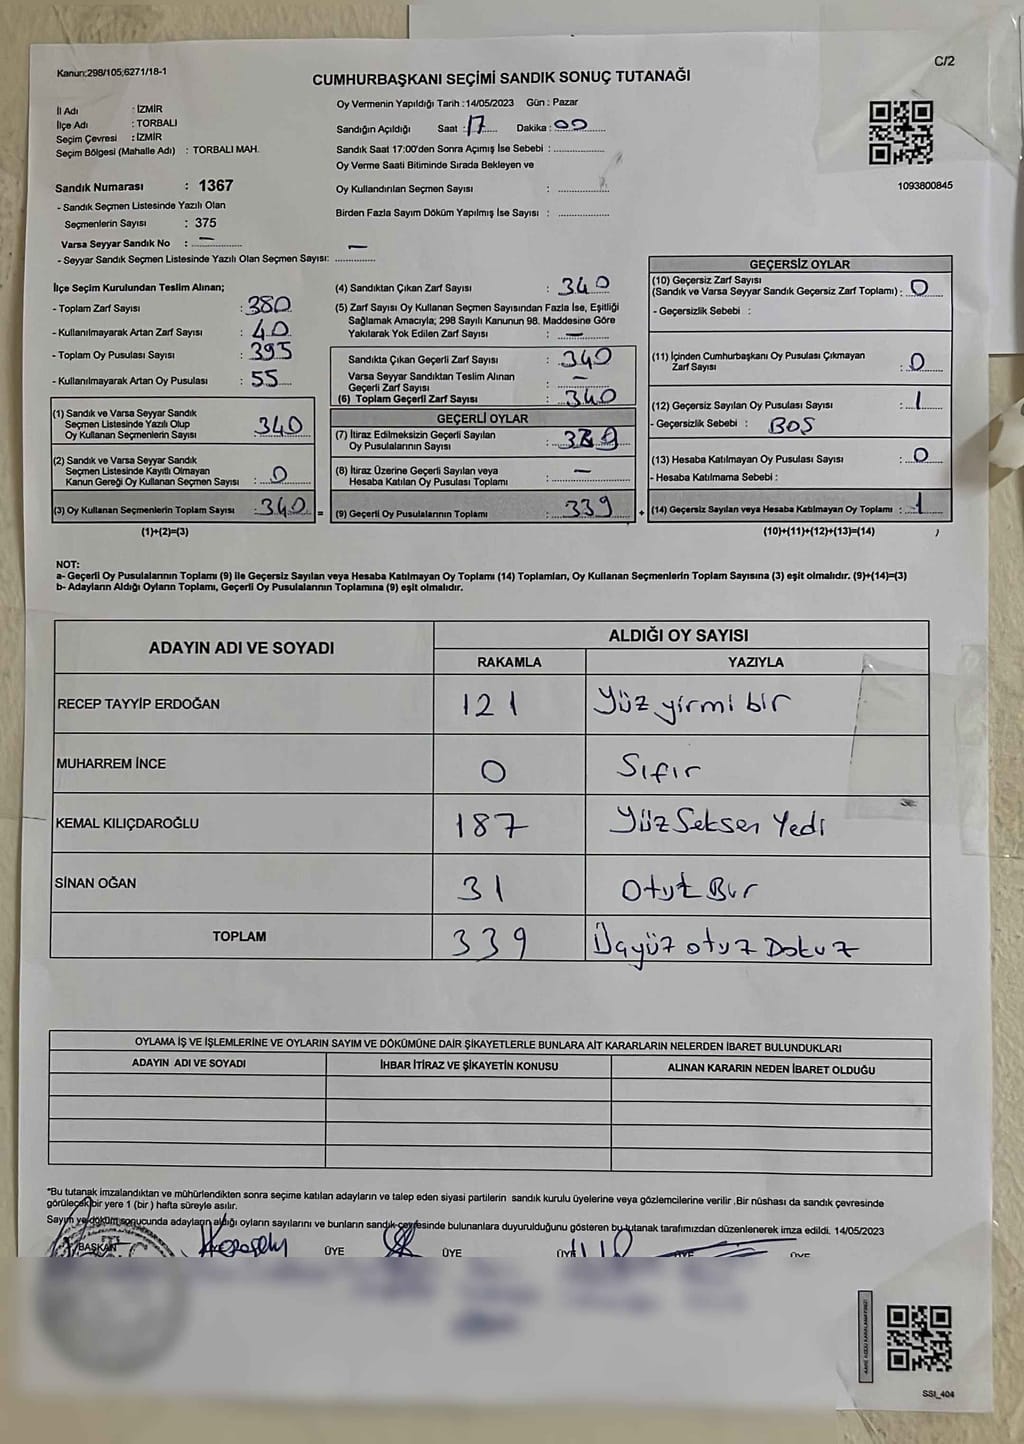 Kanun:298/105;6271/18-1
C/2
CUMHURBAŞKANI SEÇİMİ SANDIK SONUÇ TUTANAĞI
İl Adı : İZMİR
İlçe Adı : TORBALI
Seçim Çevresi : İZMİR
Seçim Bölgesi (Mahalle Adı) : TORBALI MAH.
Sandık Numarası : 1367
- Sandık Seçmen Listesinde Yazılı Olan
Seçmenlerin Sayısı : 375
Varsa Seyyar Sandık No : —
- Seyyar Sandık Seçmen Listesinde Yazılı Olan Seçmen Sayısı: —
Oy Vermenin Yapıldığı Tarih :14/05/2023 Gün : Pazar
Sandığın Açıldığı Saat : 17 Dakika : 00
Sandık Saat 17:00'den Sonra Açımış İse Sebebi : ..............
Oy Verme Saati Bitiminde Sırada Bekleyen ve
Oy Kullandırılan Seçmen Sayısı : ..............
Birden Fazla Sayım Döküm Yapılmış İse Sayısı : ..............
1093800845
İlçe Seçim Kurulundan Teslim Alınan;
- Toplam Zarf Sayısı : 380
- Kullanılmayarak Artan Zarf Sayısı : 40
- Toplam Oy Pusulası Sayısı : 395
- Kullanılmayarak Artan Oy Pusulası : 55
(1) Sandık ve Varsa Seyyar Sandık
Seçmen Listesinde Yazılı Olup
Oy Kullanan Seçmenlerin Sayısı 340
(2) Sandık ve Varsa Seyyar Sandık
Seçmen Listesinde Kayıtlı Olmayan
Kanun Gereği Oy Kullanan Seçmen Sayısı : 0
(3) Oy Kullanan Seçmenlerin Toplam Sayısı : 340 =
(1)+(2)=(3)
(4) Sandıktan Çıkan Zarf Sayısı : 340
(5) Zarf Sayısı Oy Kullanan Seçmen Sayısından Fazla İse, Eşitliği
Sağlamak Amacıyla; 298 Sayılı Kanunun 98. Maddesine Göre
Yakılarak Yok Edilen Zarf Sayısı : —
Sandıkta Çıkan Geçerli Zarf Sayısı : 340
Varsa Seyyar Sandıktan Teslim Alınan
Geçerli Zarf Sayısı : —
(6) Toplam Geçerli Zarf Sayısı : 340
GEÇERLİ OYLAR
(7) İtiraz Edilmeksizin Geçerli Sayılan
Oy Pusulalarının Sayısı : 339
(8) İtiraz Üzerine Geçerli Sayılan veya
Hesaba Katılan Oy Pusulası Toplamı : —
(9) Geçerli Oy Pusulalarının Toplamı : 339 +
GEÇERSİZ OYLAR
(10) Geçersiz Zarf Sayısı
(Sandık ve Varsa Seyyar Sandık Geçersiz Zarf Toplamı) : 0
- Geçersizlik Sebebi :
(11) İçinden Cumhurbaşkanı Oy Pusulası Çıkmayan
Zarf Sayısı : 0
(12) Geçersiz Sayılan Oy Pusulası Sayısı : 1
- Geçersizlik Sebebi : BOŞ
(13) Hesaba Katılmayan Oy Pusulası Sayısı : 0
- Hesaba Katılmama Sebebi :
(14) Geçersiz Sayılan veya Hesaba Katılmayan Oy Toplamı : 1
(10)+(11)+(12)+(13)=(14)
NOT:
a- Geçerli Oy Pusulalarının Toplamı (9) ile Geçersiz Sayılan veya Hesaba Katılmayan Oy Toplamı (14) Toplamları, Oy Kullanan Seçmenlerin Toplam Sayısına (3) eşit olmalıdır. (9)+(14)=(3)
b- Adayların Aldığı Oyların Toplamı, Geçerli Oy Pusulalarının Toplamına (9) eşit olmalıdır.
ADAYIN ADI VE SOYADI
ALDIĞI OY SAYISI
RAKAMLA YAZIYLA
RECEP TAYYİP ERDOĞAN 121 Yüz yirmi bir
MUHARREM İNCE 0 Sıfır
KEMAL KILIÇDAROĞLU 187 Yüz Seksen Yedi
SİNAN OĞAN 31 Otuz Bir
TOPLAM 339 Üçyüz otuz Dokuz
OYLAMA İŞ VE İŞLEMLERİNE VE OYLARIN SAYIM VE DÖKÜMÜNE DAİR ŞİKAYETLERLE BUNLARA AİT KARARLARIN NELERDEN İBARET BULUNDUKLARI
ADAYIN ADI VE SOYADI İHBAR İTİRAZ VE ŞİKAYETİN KONUSU ALINAN KARARIN NEDEN İBARET OLDUĞU
*Bu tutanak imzalandıktan ve mühürlendikten sonra seçime katılan adayların ve talep eden siyasi partilerin sandık kurulu üyelerine veya gözlemcilerine verilir .Bir nüshası da sandık çevresinde
görülecek bir yere 1 (bir ) hafta süreyle asılır.
Sayım ve döküm sonucunda adayların aldığı oyların sayılarını ve bunların sandık çevresinde bulunanlara duyurulduğunu gösteren bu tutanak tarafımızdan düzenlenerek imza edildi. 14/05/2023
BAŞKAN ÜYE ÜYE ÜYE ÜYE ÜYE
SSI_404